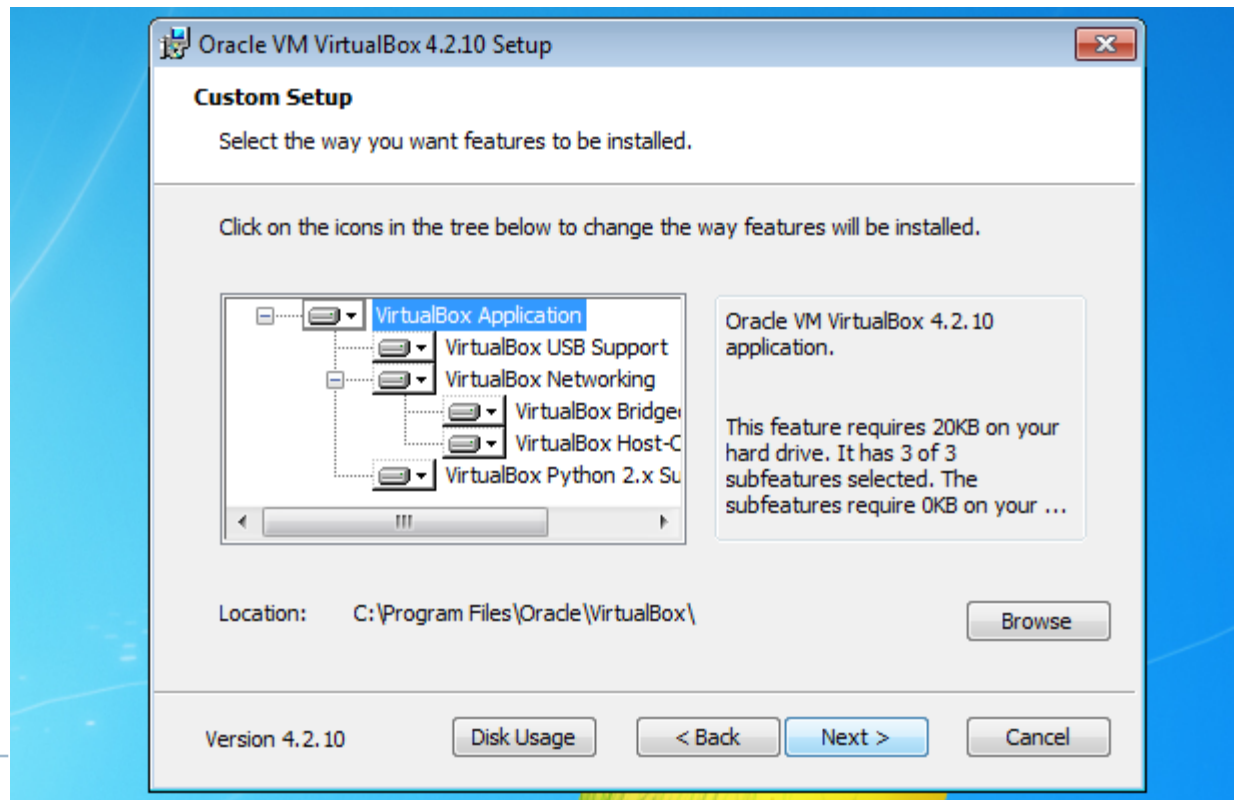 Oracle VM VirtualBox 4.2.10 Setup
Custom Setup
Select the way you want features to be installed.
Click on the icons in the tree below to change the way features will be installed.
VirtualBox Application
VirtualBox USB Support
VirtualBox Networking
VirtualBox Bridge
VirtualBox Host-C
VirtualBox Python 2.x Su
Oracle VM VirtualBox 4.2.10
application.
This feature requires 20KB on your
hard drive. It has 3 of 3
subfeatures selected. The
subfeatures require 0KB on your ...
Location: C:\Program Files\Oracle\VirtualBox\
Browse
Version 4.2.10
Disk Usage
< Back
Next >
Cancel